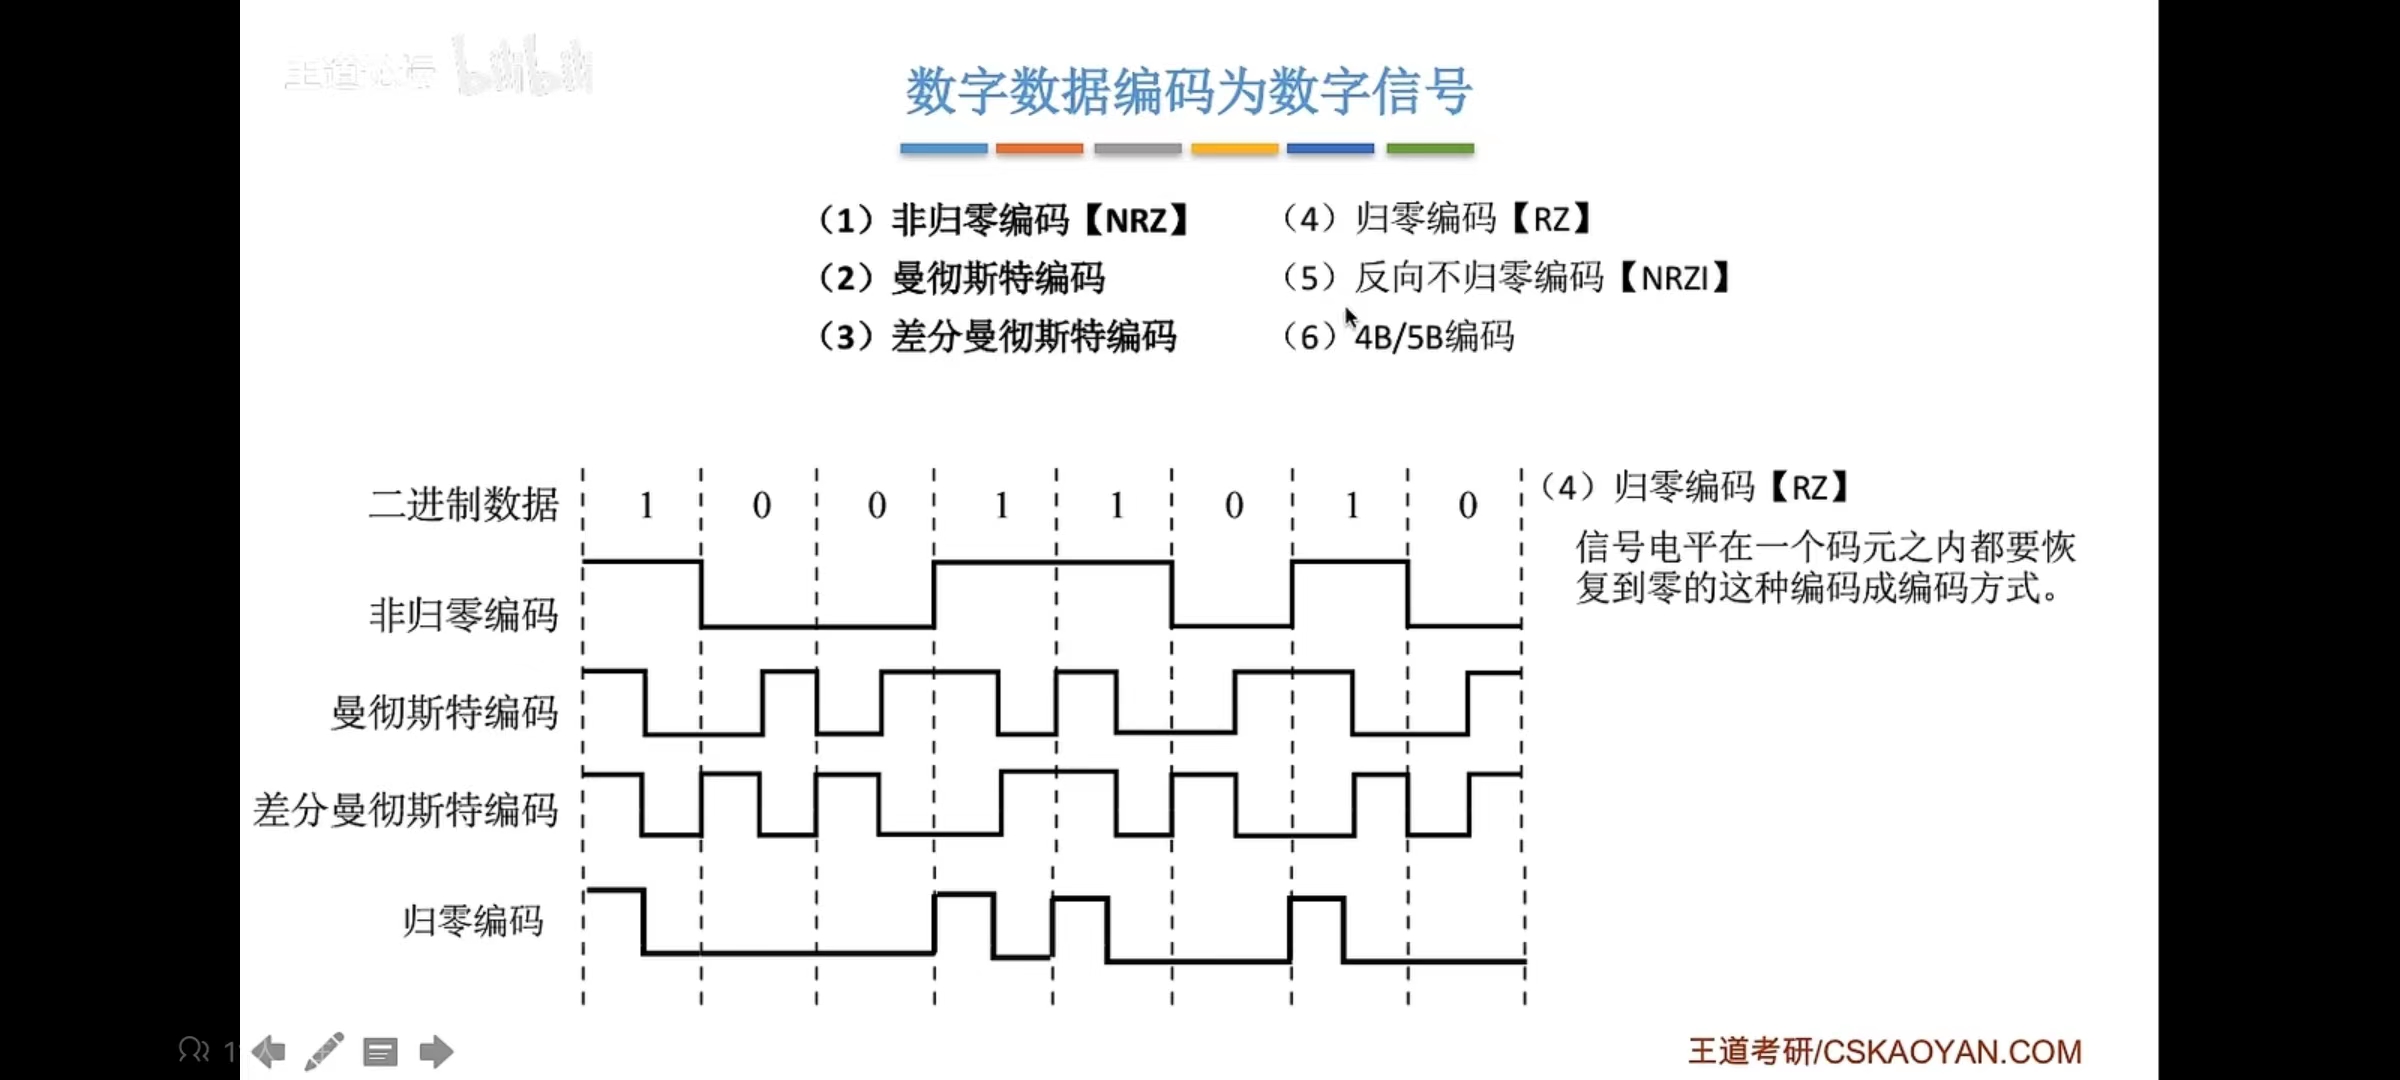 王道论坛 bilibili
数字数据编码为数字信号
（1）非归零编码【NRZ】
（2）曼彻斯特编码
（3）差分曼彻斯特编码
（4）归零编码【RZ】
（5）反向不归零编码【NRZI】
（6）4B/5B编码
二进制数据 1 0 0 1 1 0 1 0
非归零编码
曼彻斯特编码
差分曼彻斯特编码
归零编码
（4）归零编码【RZ】
信号电平在一个码元之内都要恢
复到零的这种编码成编码方式。
王道考研/CSKAOYAN.COM